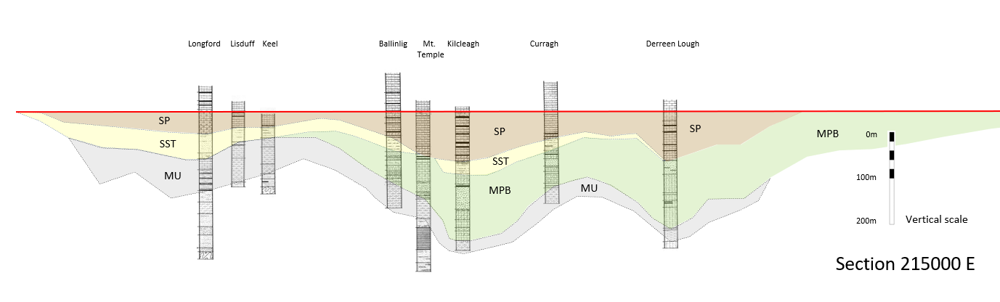 Longford Lisduff Keel Ballinlig Mt. Kilcleagh Curragh Derreen Lough
Temple
SP
SP
SP
SST
SST
MU
MU
MPB
MPB
0m
100m
200m
Vertical scale
Section 215000 E